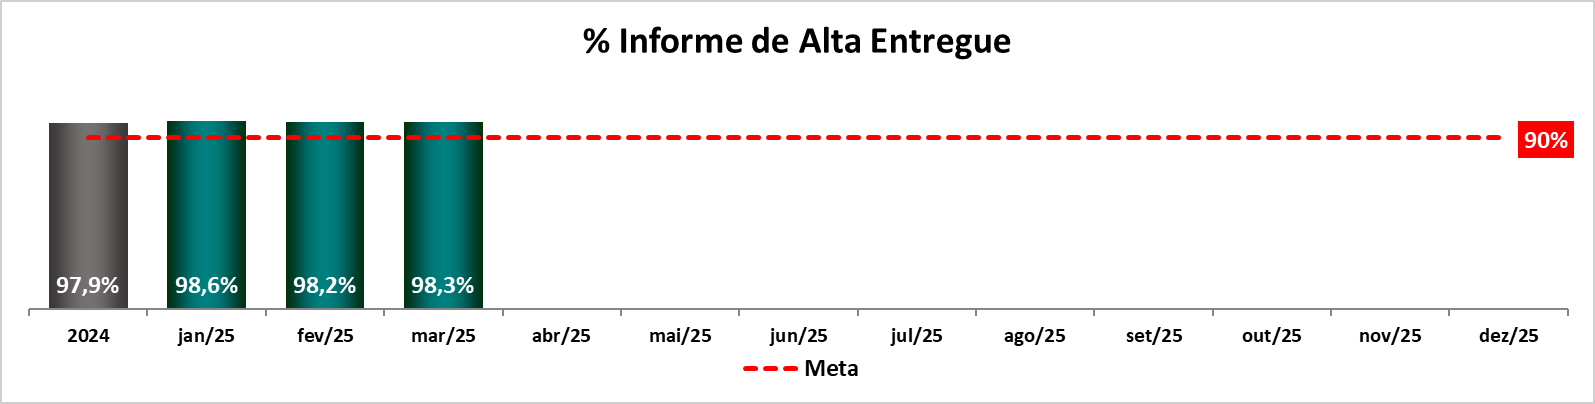 % Informe de Alta Entregue
90%
97,9% 98,6% 98,2% 98,3%
2024 jan/25 fev/25 mar/25 abr/25 mai/25 jun/25 jul/25 ago/25 set/25 out/25 nov/25 dez/25
Meta